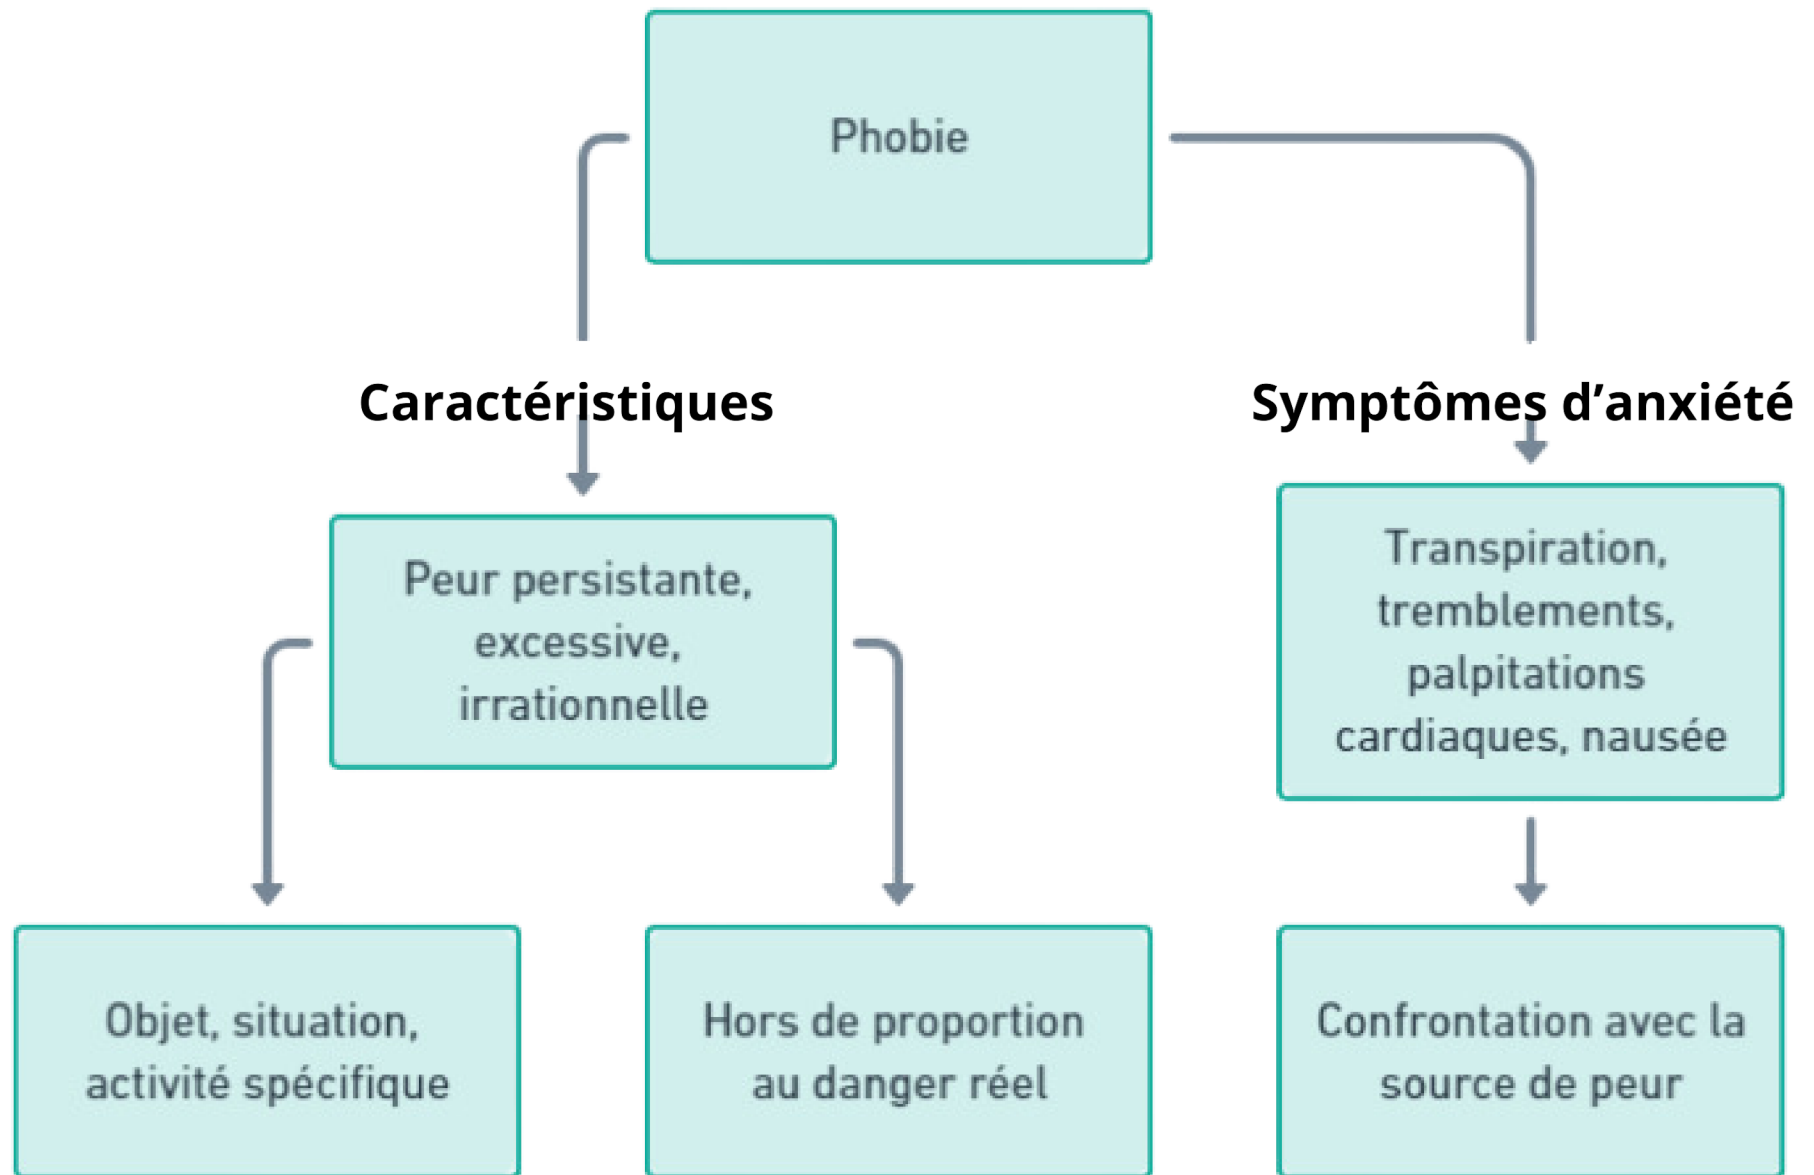 Phobie
Caractéristiques
Symptômes d’anxiété
Peur persistante,
excessive,
irrationnelle
Transpiration,
tremblements,
palpitations
cardiaques, nausée
Objet, situation,
activité spécifique
Hors de proportion
au danger réel
Confrontation avec la
source de peur